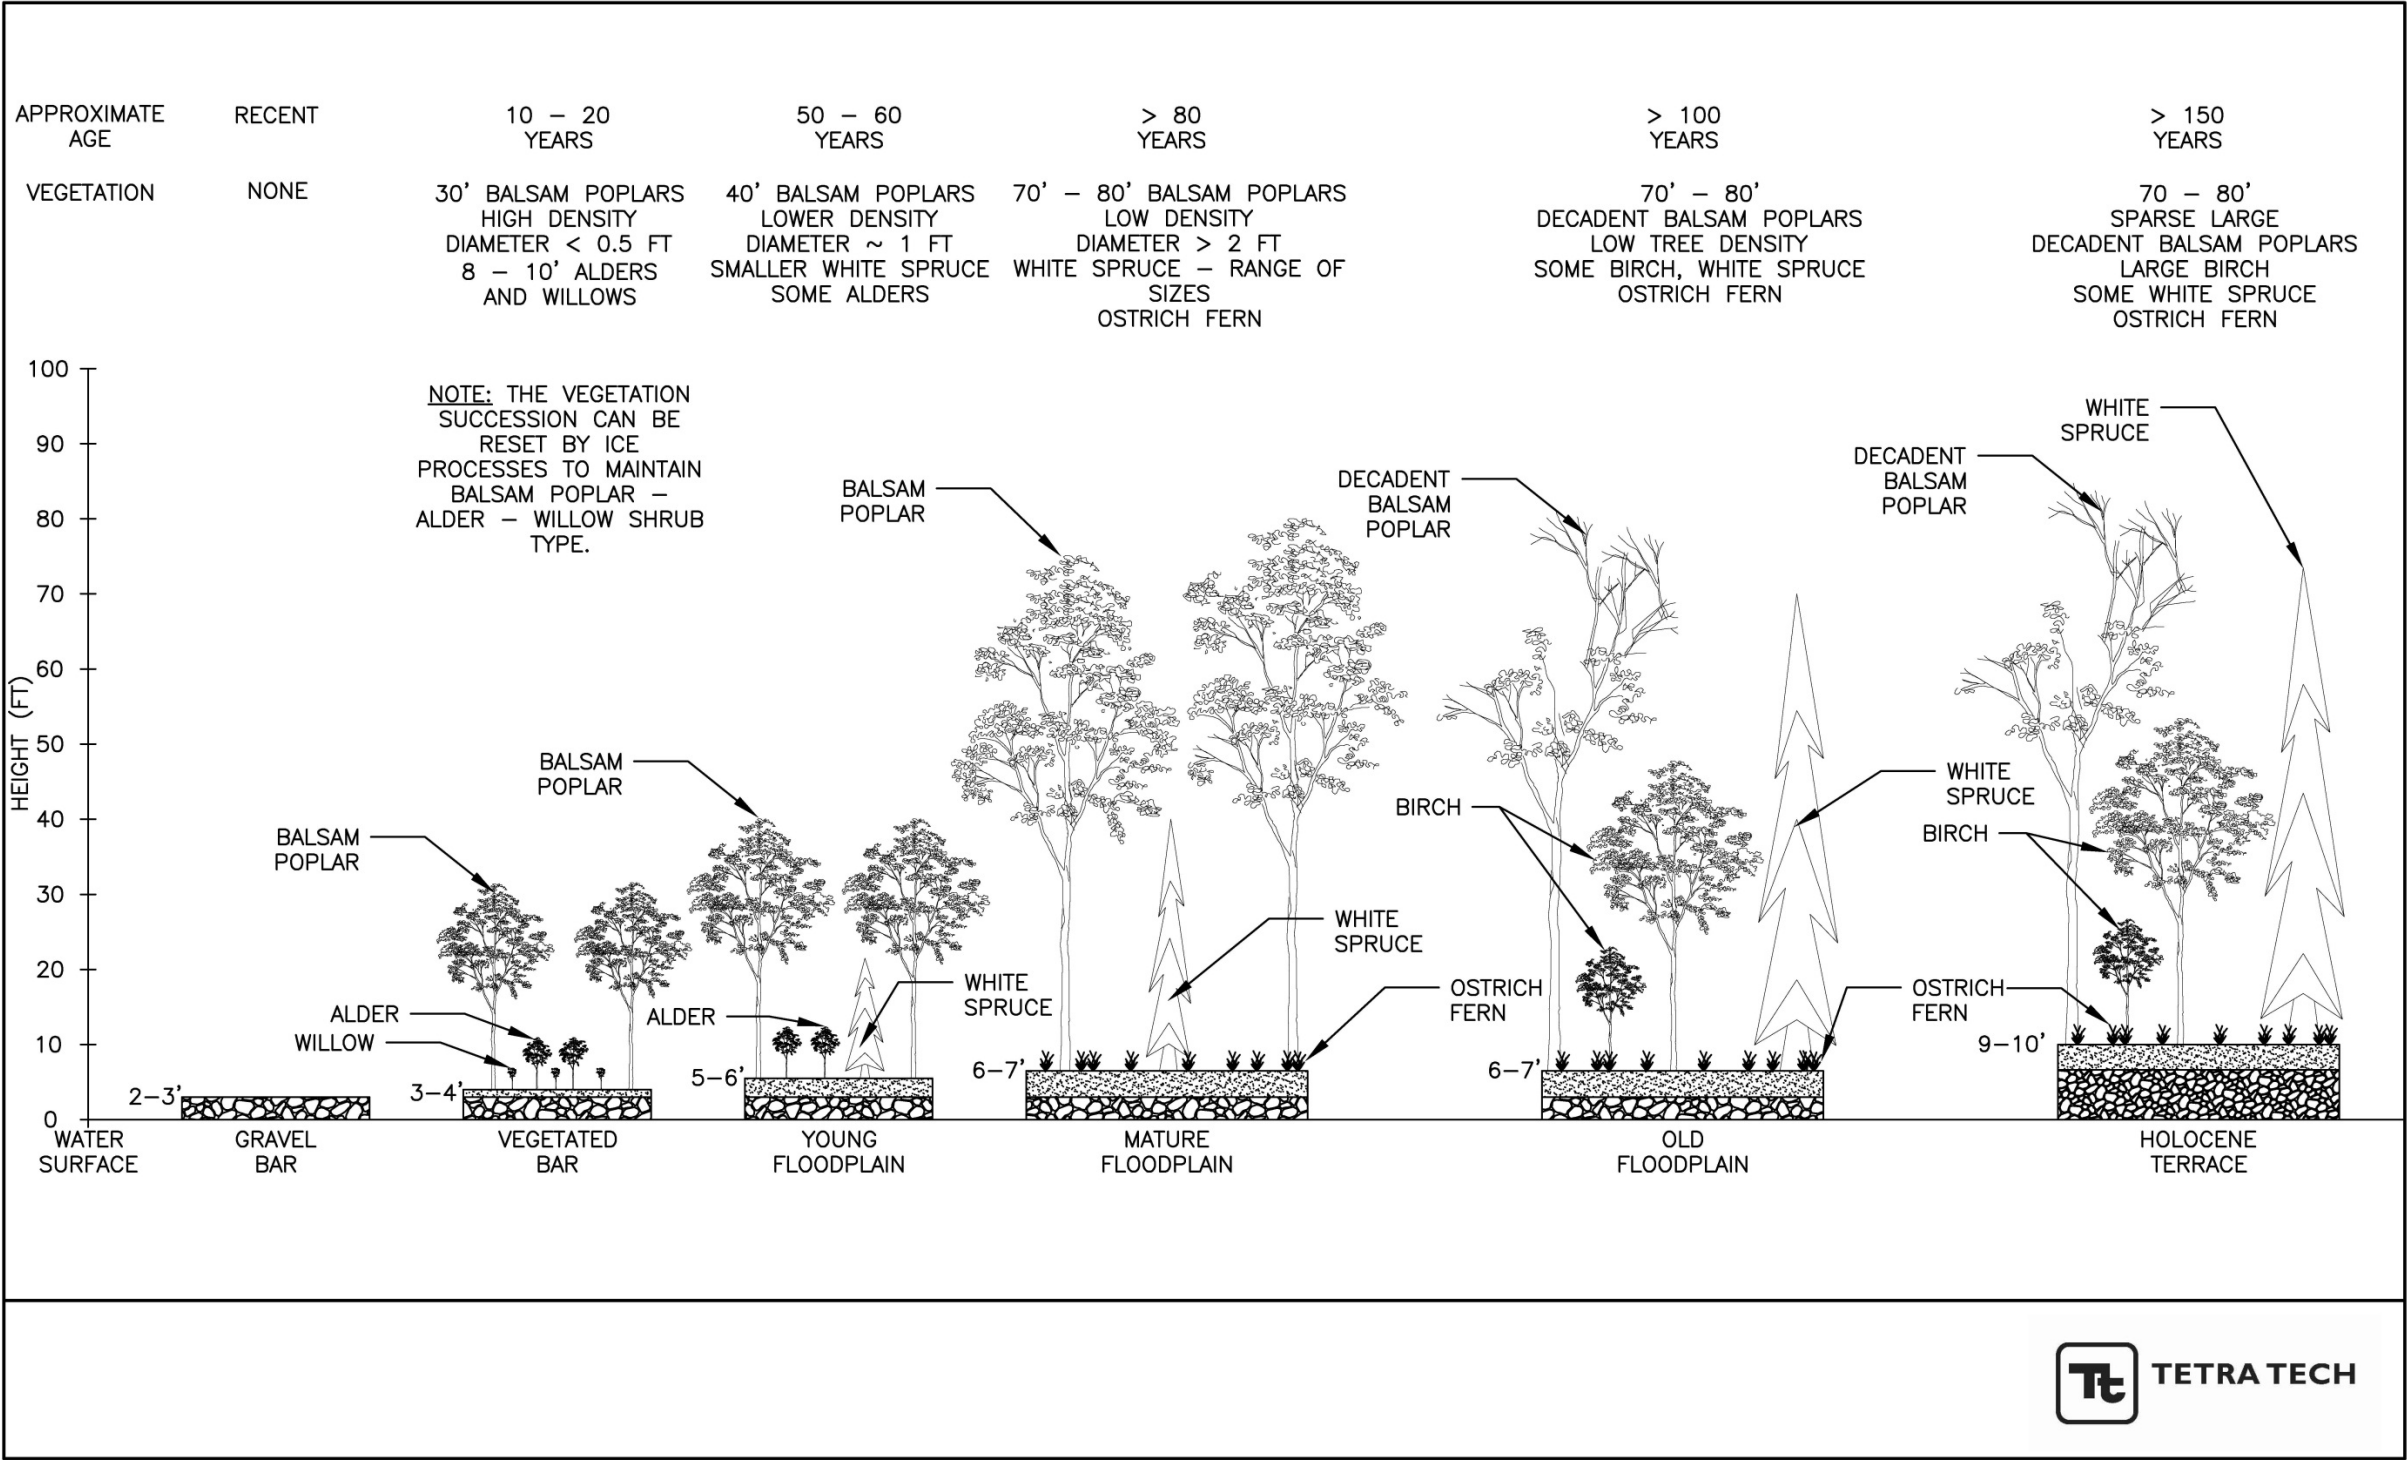 APPROXIMATE
AGE
RECENT
10 – 20
YEARS
50 – 60
YEARS
> 80
YEARS
> 100
YEARS
> 150
YEARS
VEGETATION
NONE
30' BALSAM POPLARS
HIGH DENSITY
DIAMETER < 0.5 FT
8 – 10' ALDERS
AND WILLOWS
40' BALSAM POPLARS
LOWER DENSITY
DIAMETER ~ 1 FT
SMALLER WHITE SPRUCE
SOME ALDERS
70' – 80' BALSAM POPLARS
LOW DENSITY
DIAMETER > 2 FT
WHITE SPRUCE – RANGE OF
SIZES
OSTRICH FERN
70' – 80'
DECADENT BALSAM POPLARS
LOW TREE DENSITY
SOME BIRCH, WHITE SPRUCE
OSTRICH FERN
70 – 80'
SPARSE LARGE
DECADENT BALSAM POPLARS
LARGE BIRCH
SOME WHITE SPRUCE
OSTRICH FERN
NOTE: THE VEGETATION
SUCCESSION CAN BE
RESET BY ICE
PROCESSES TO MAINTAIN
BALSAM POPLAR –
ALDER – WILLOW SHRUB
TYPE.
HEIGHT (FT)
100
90
80
70
60
50
40
30
20
10
0
BALSAM
POPLAR
ALDER
WILLOW
BALSAM
POPLAR
ALDER
WHITE
SPRUCE
BALSAM
POPLAR
WHITE
SPRUCE
OSTRICH
FERN
DECADENT
BALSAM
POPLAR
BIRCH
WHITE
SPRUCE
OSTRICH
FERN
DECADENT
BALSAM
POPLAR
WHITE
SPRUCE
BIRCH
2–3'
3–4'
5–6'
6–7'
6–7'
9–10'
WATER
SURFACE
GRAVEL
BAR
VEGETATED
BAR
YOUNG
FLOODPLAIN
MATURE
FLOODPLAIN
OLD
FLOODPLAIN
HOLOCENE
TERRACE
Tt
TETRA TECH